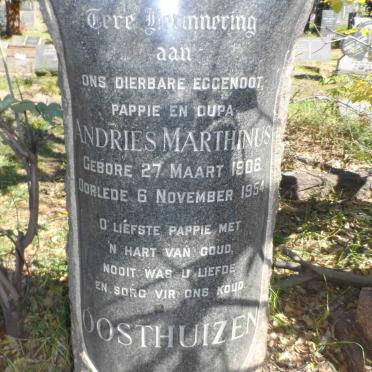 Tere Herinnering
aan
ONS DIERBARE EGGENOOT,
PAPPIE EN OUPA,
ANDRIES MARTHINUS
GEBORE 27 MAART 1906.
OORLEDE 6 NOVEMBER 1954.
O LIEFSTE PAPPIE MET
'N HART VAN GOUD,
NOOIT WAS U LIEFDE
EN SORG VIR ONS KOUD.
OOSTHUIZEN